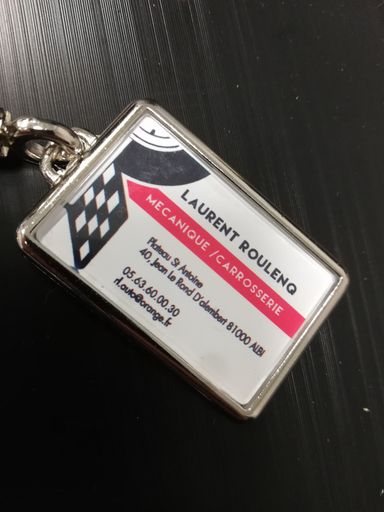 LAURENT ROULENQ
MECANIQUE / CARROSSERIE
Plateau St Antoine
40, Jean Le Rond D'alembert 81000 AlBI
05.63.60.00.30
rl.auto@orange.fr